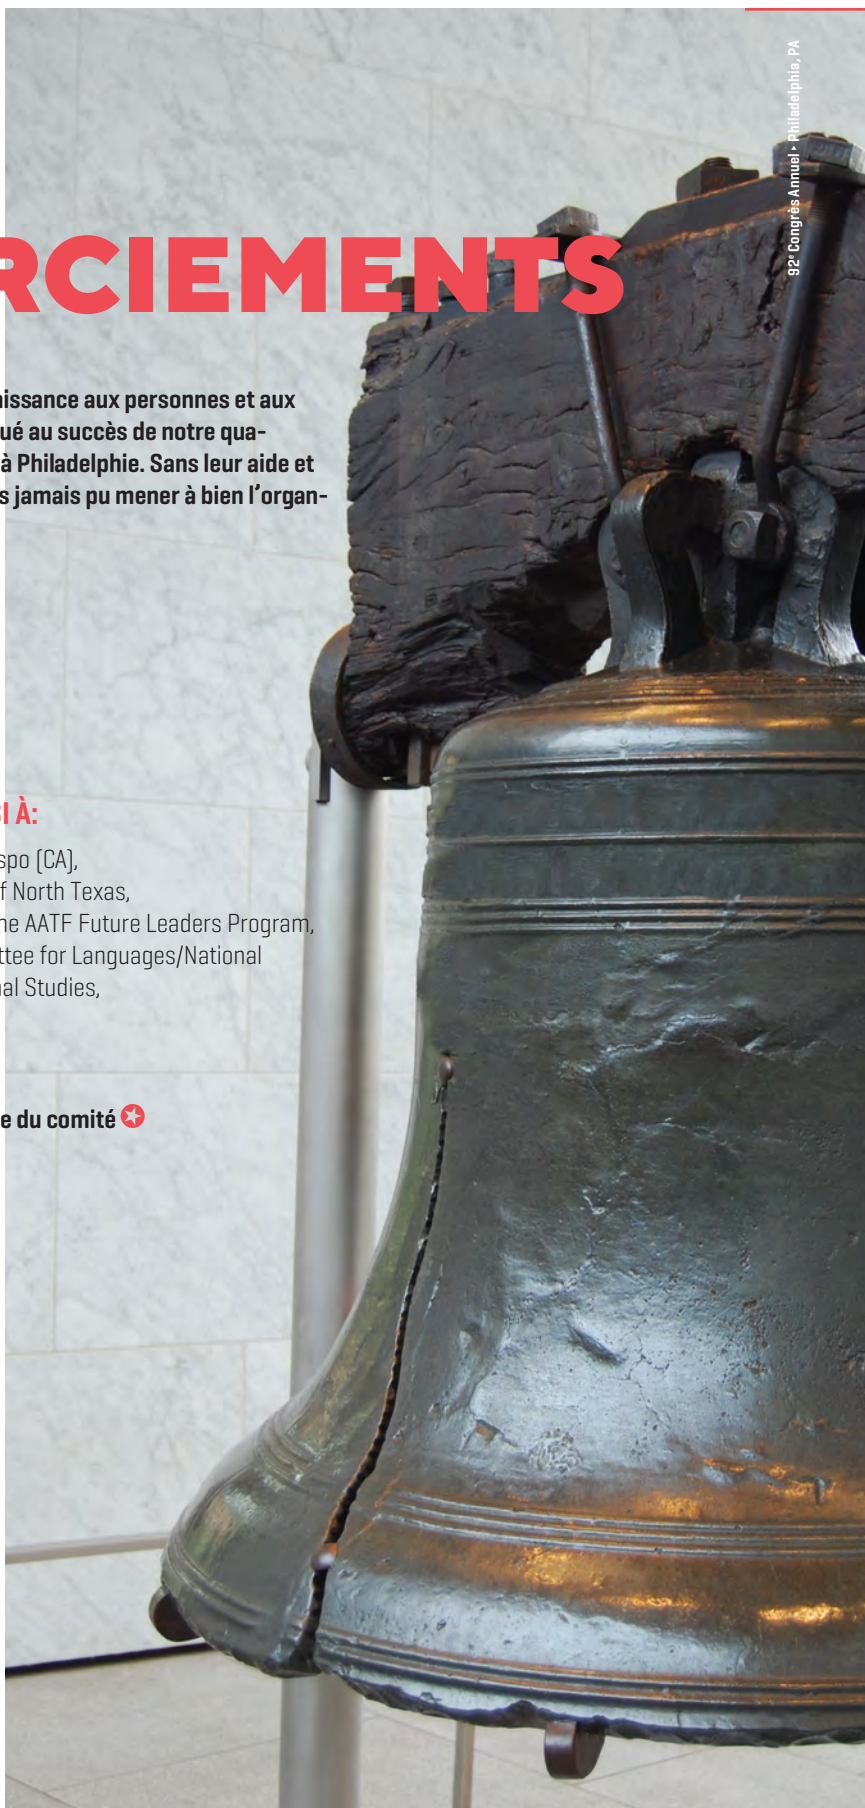 92e Congrès Annuel • Philadelphia, PA
RCIEMENTS
aissance aux personnes et aux
ué au succès de notre qua-
à Philadelphie. Sans leur aide et
s jamais pu mener à bien l’organ-
I À:
spo (CA),
f North Texas,
he AATF Future Leaders Program,
ttee for Languages/National
al Studies,
e du comité